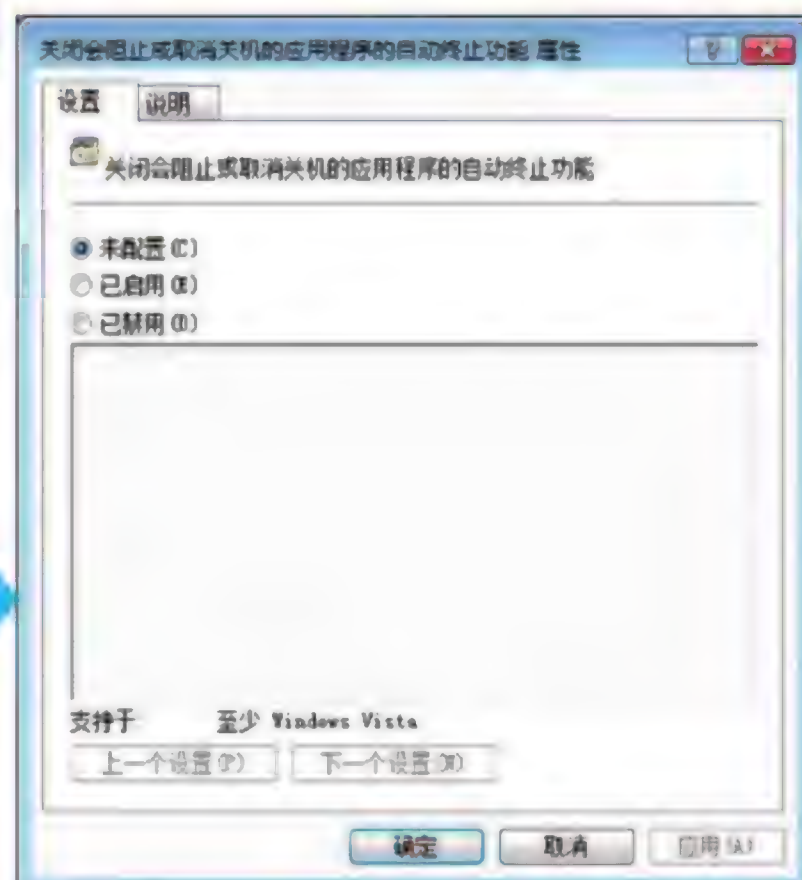 关闭会阻止或取消关机的应用程序的自动终止功能 属性
设置 说明
关闭会阻止或取消关机的应用程序的自动终止功能
未配置(C)
已启用(E)
已禁用(D)
支持于 至少 Windows Vista
上一个设置(P) 下一个设置(N)
确定 取消 应用(A)